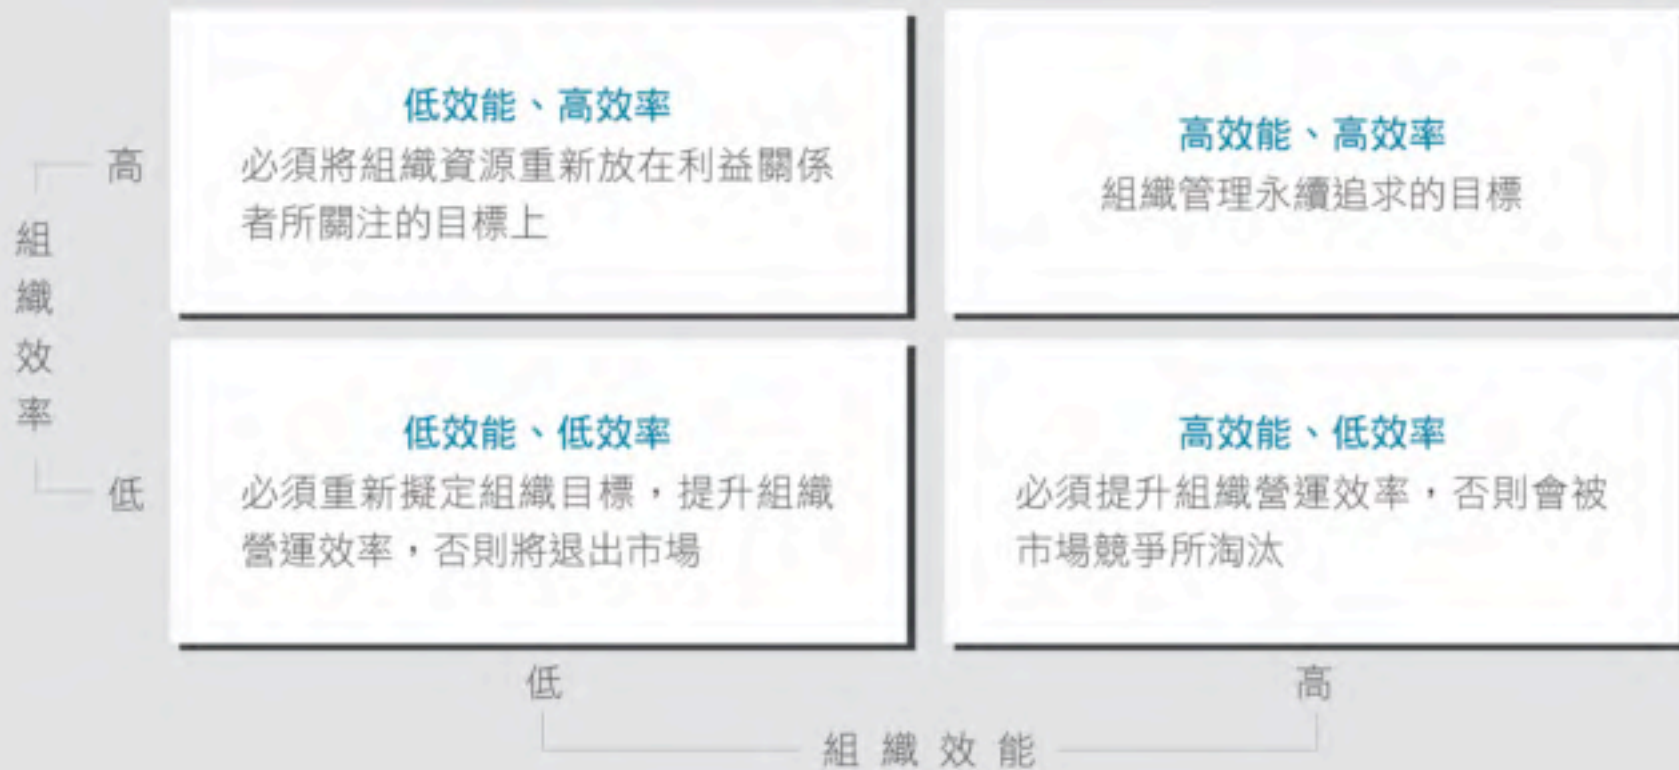 低效能、高效率
必須將組織資源重新放在利益關係
者所關注的目標上
高效能、高效率
組織管理永續追求的目標
高
組織效率
低效能、低效率
必須重新擬定組織目標，提升組織
營運效率，否則將退出市場
高效能、低效率
必須提升組織營運效率，否則會被
市場競爭所淘汰
低
低
高
組織效能